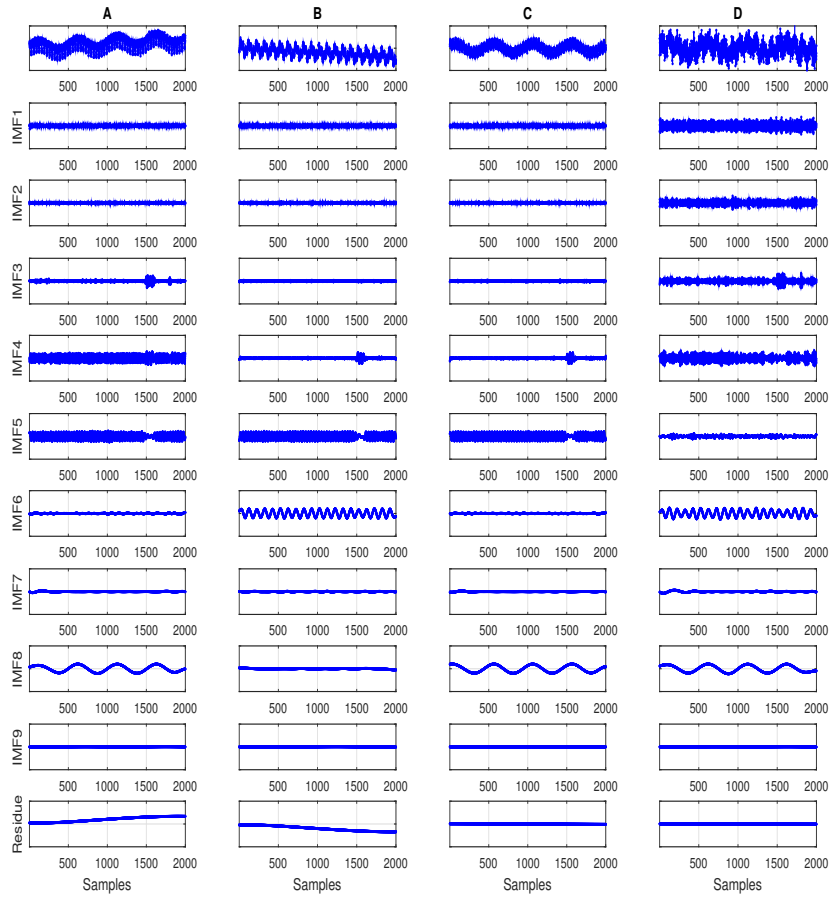 A B C D
500 1000 1500 2000 500 1000 1500 2000 500 1000 1500 2000 500 1000 1500 2000
IMF1
500 1000 1500 2000 500 1000 1500 2000 500 1000 1500 2000 500 1000 1500 2000
IMF2
500 1000 1500 2000 500 1000 1500 2000 500 1000 1500 2000 500 1000 1500 2000
IMF3
500 1000 1500 2000 500 1000 1500 2000 500 1000 1500 2000 500 1000 1500 2000
IMF4
500 1000 1500 2000 500 1000 1500 2000 500 1000 1500 2000 500 1000 1500 2000
IMF5
500 1000 1500 2000 500 1000 1500 2000 500 1000 1500 2000 500 1000 1500 2000
IMF6
500 1000 1500 2000 500 1000 1500 2000 500 1000 1500 2000 500 1000 1500 2000
IMF7
500 1000 1500 2000 500 1000 1500 2000 500 1000 1500 2000 500 1000 1500 2000
IMF8
500 1000 1500 2000 500 1000 1500 2000 500 1000 1500 2000 500 1000 1500 2000
IMF9
500 1000 1500 2000 500 1000 1500 2000 500 1000 1500 2000 500 1000 1500 2000
Residue
500 1000 1500 2000 500 1000 1500 2000 500 1000 1500 2000 500 1000 1500 2000
Samples Samples Samples Samples